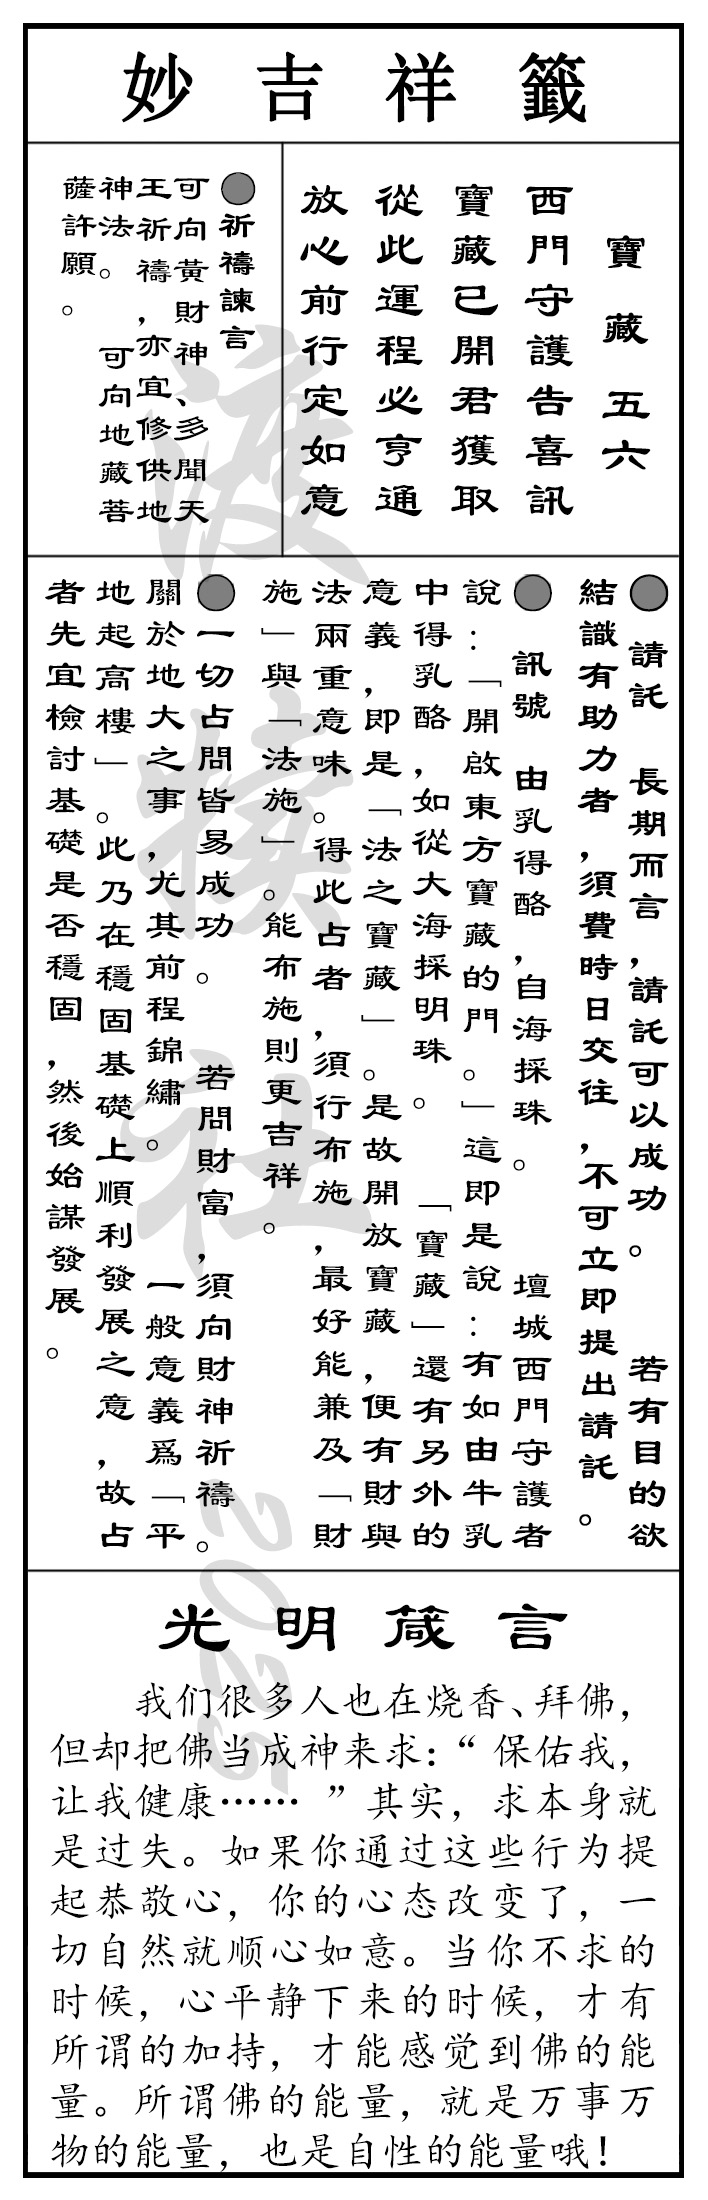 妙吉祥籤
寶藏 五六
西門守護告喜訊
寶藏已開君獲取
從此運程必亨通
放心前行定如意
●祈禱諫言
可向黃財神、多聞天
王祈禱，亦宜修供地
神法。 可向地藏菩
薩許願。
● 請託 長期而言，請託可以成功。 若有目的欲
結識有助力者，須費時日交往，不可立即提出請託。
● 訊號 由乳得酪，自海採珠。 壇城西門守護者
說：「開啟東方寶藏的門。」這即是說：有如由牛乳
中得乳酪，如從大海採明珠。 「寶藏」還有另外的
意義，即是「法之寶藏」。是故開放寶藏，便有財與
法兩重意味。得此占者，須行布施，最好能兼及「財
施」與「法施」。能布施則更吉祥。
●一切占問皆易成功。 若問財富，須向財神祈禱。
關於地大之事，尤其前程錦繡。 一般意義爲「平
地起高樓」。此乃在穩固基礎上順利發展之意，故占
者先宜檢討基礎是否穩固，然後始謀發展。
光明箴言
我们很多人也在烧香、拜佛，
但却把佛当成神来求：“保佑我，
让我健康……”其实，求本身就
是过失。如果你通过这些行为提
起恭敬心，你的心态改变了，一
切自然就顺心如意。当你不求的
时候，心平静下来的时候，才有
所谓的加持，才能感觉到佛的能
量。所谓佛的能量，就是万事万
物的能量，也是自性的能量哦！
渡
社
2025